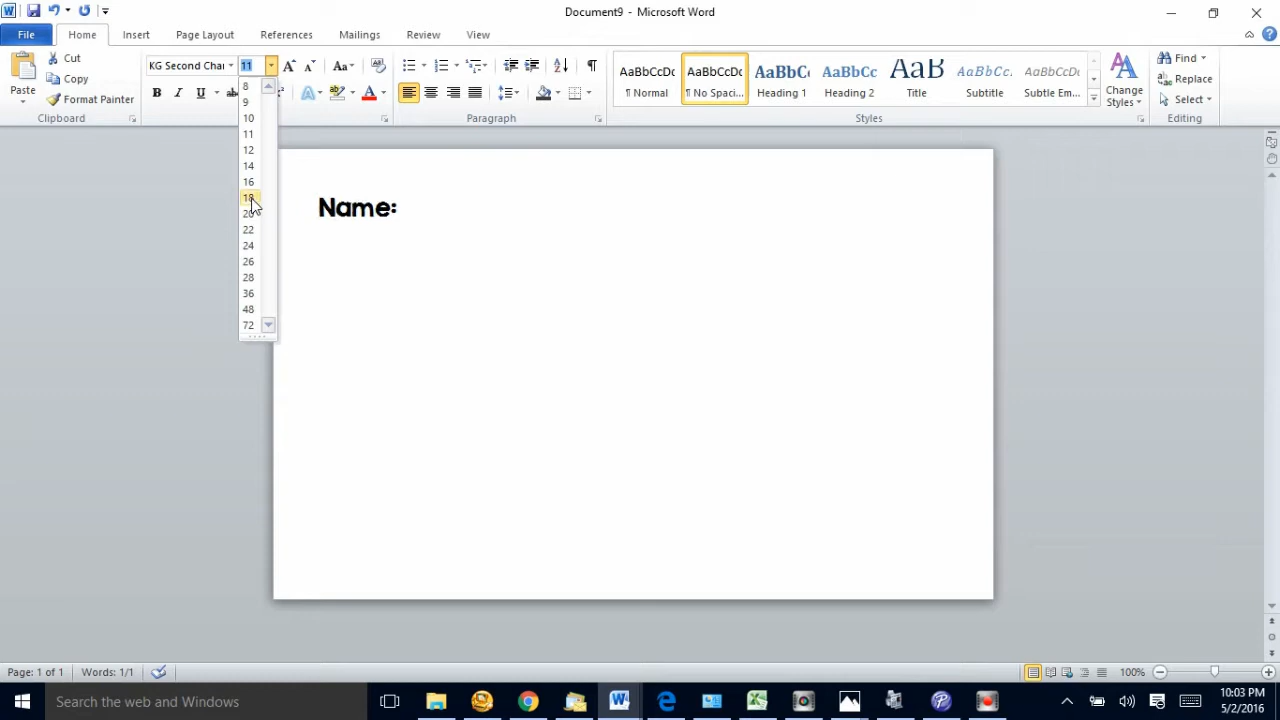 Document9 - Microsoft Word
File Home Insert Page Layout References Mailings Review View
Cut
Copy
Format Painter
Paste
Clipboard
KG Second Chai 11
8
9
10
11
12
14
16
18
20
22
24
26
28
36
48
72
Paragraph
AaBbCcDc AaBbCcDc AaBbCc AaBbCc AaB AaBbCc. AaBbCcDc
¶ Normal ¶ No Spaci... Heading 1 Heading 2 Title Subtitle Subtle Em...
Change Styles
Styles
Find
Replace
Select
Editing
Name:
Page: 1 of 1 Words: 1/1 100%
Search the web and Windows
10:03 PM
5/2/2016